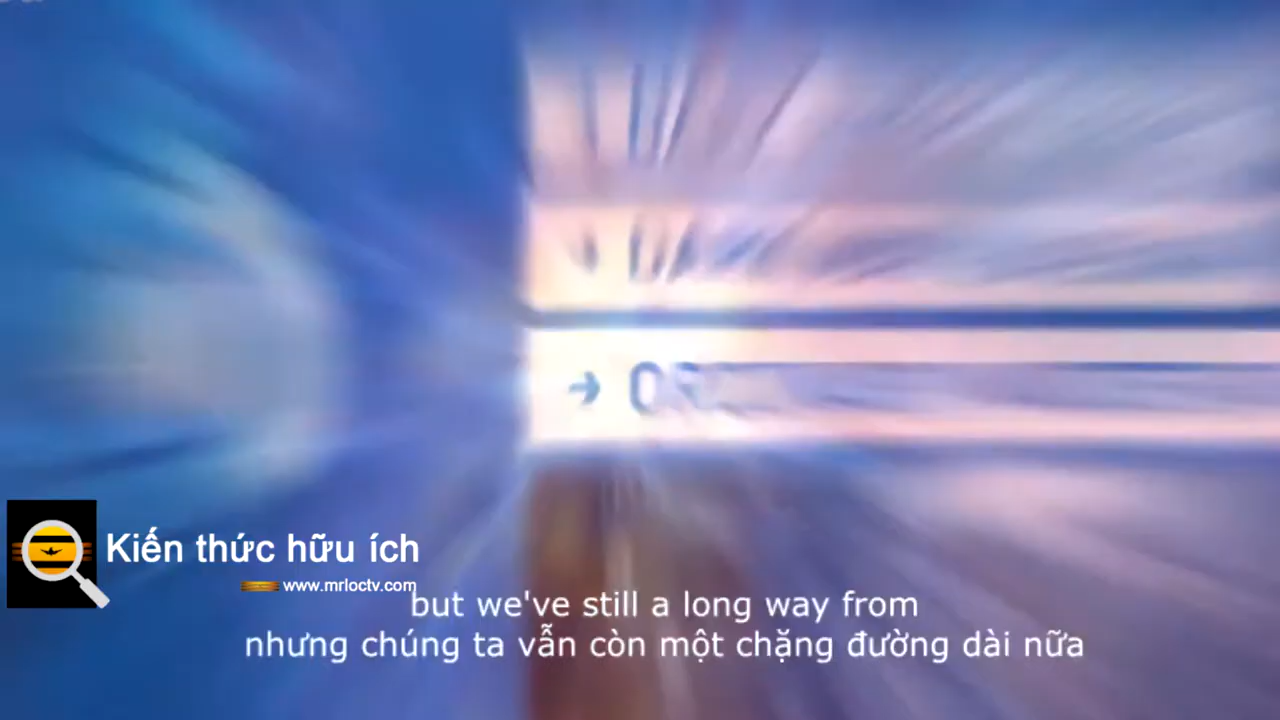 Kiến thức hữu ích
www.mrloctv.com
but we've still a long way from
nhưng chúng ta vẫn còn một chặng đường dài nữa